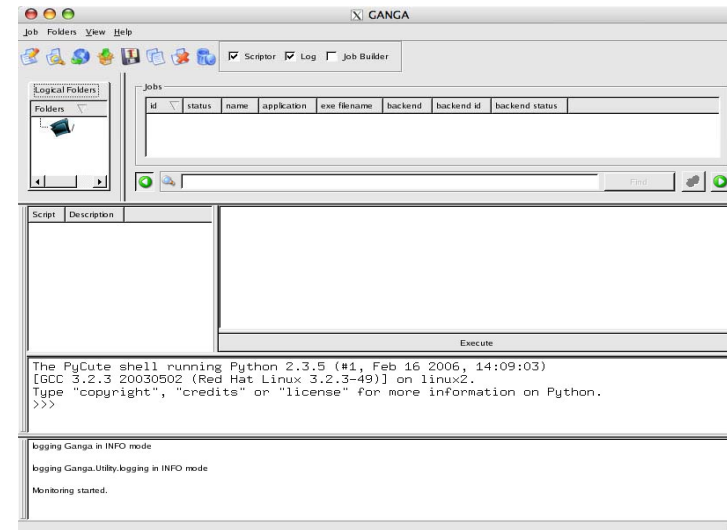 GANGA
Job Folders View Help
Scriptor Log Job Builder
Logical Folders
Folders
Jobs
id status name application exe filename backend backend id backend status
Find
Script Description
Execute
The PyCute shell running Python 2.3.5 (#1, Feb 16 2006, 14:09:03)
[GCC 3.2.3 20030502 (Red Hat Linux 3.2.3-49)] on linux2.
Type "copyright", "credits" or "license" for more information on Python.
>>>
logging Ganga in INFO mode
logging Ganga.Utility.logging in INFO mode
Monitoring started.